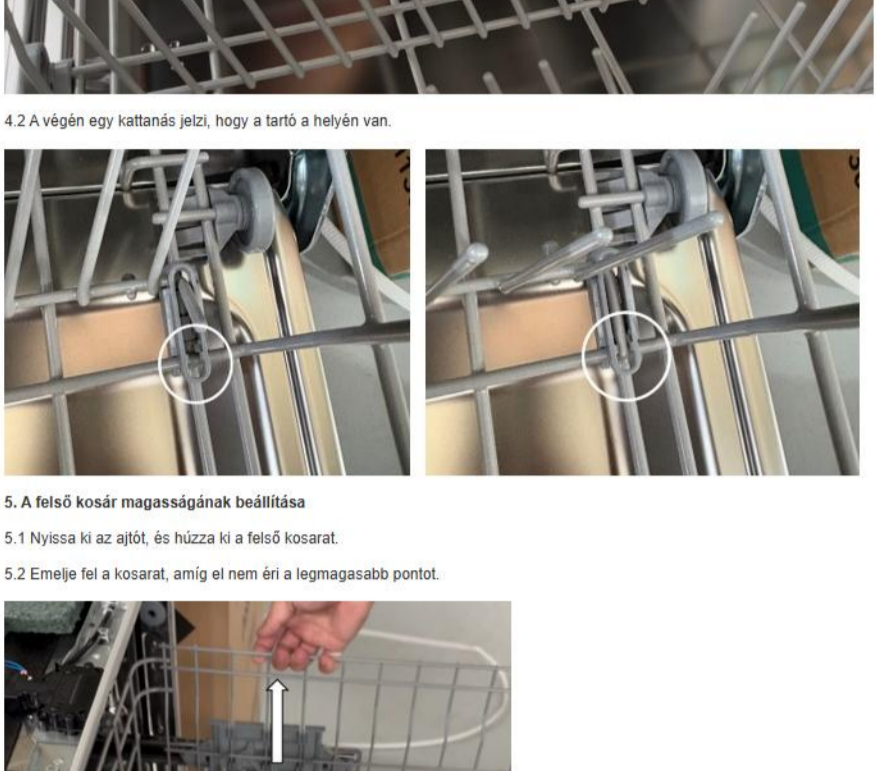 4.2 A végén egy kattanás jelzi, hogy a tartó a helyén van.
5. A felső kosár magasságának beállítása
5.1 Nyissa ki az ajtót, és húzza ki a felső kosarat.
5.2 Emelje fel a kosarat, amíg el nem éri a legmagasabb pontot.